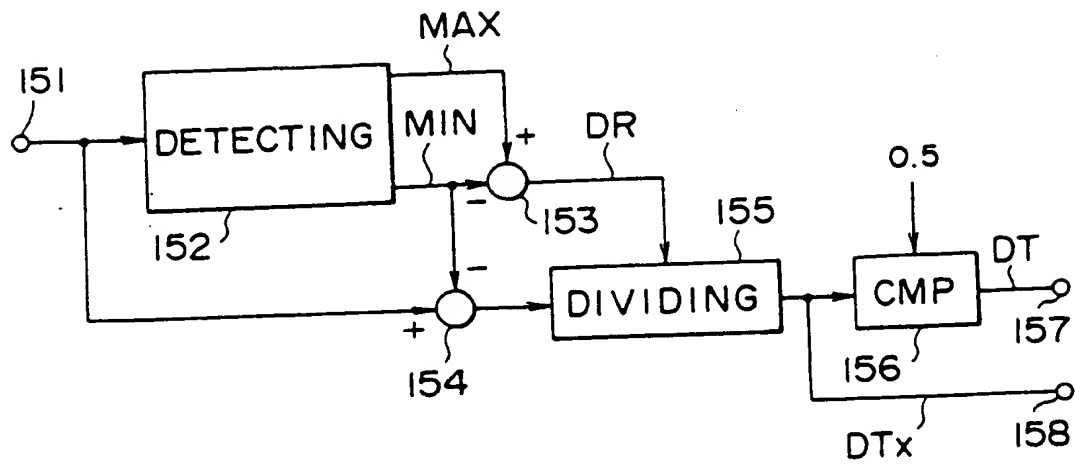 MAX
151
DETECTING
MIN
+
DR
0.5
-
153
155
152
DT
-
DIVIDING
CMP
+
157
154
156
158
DTx